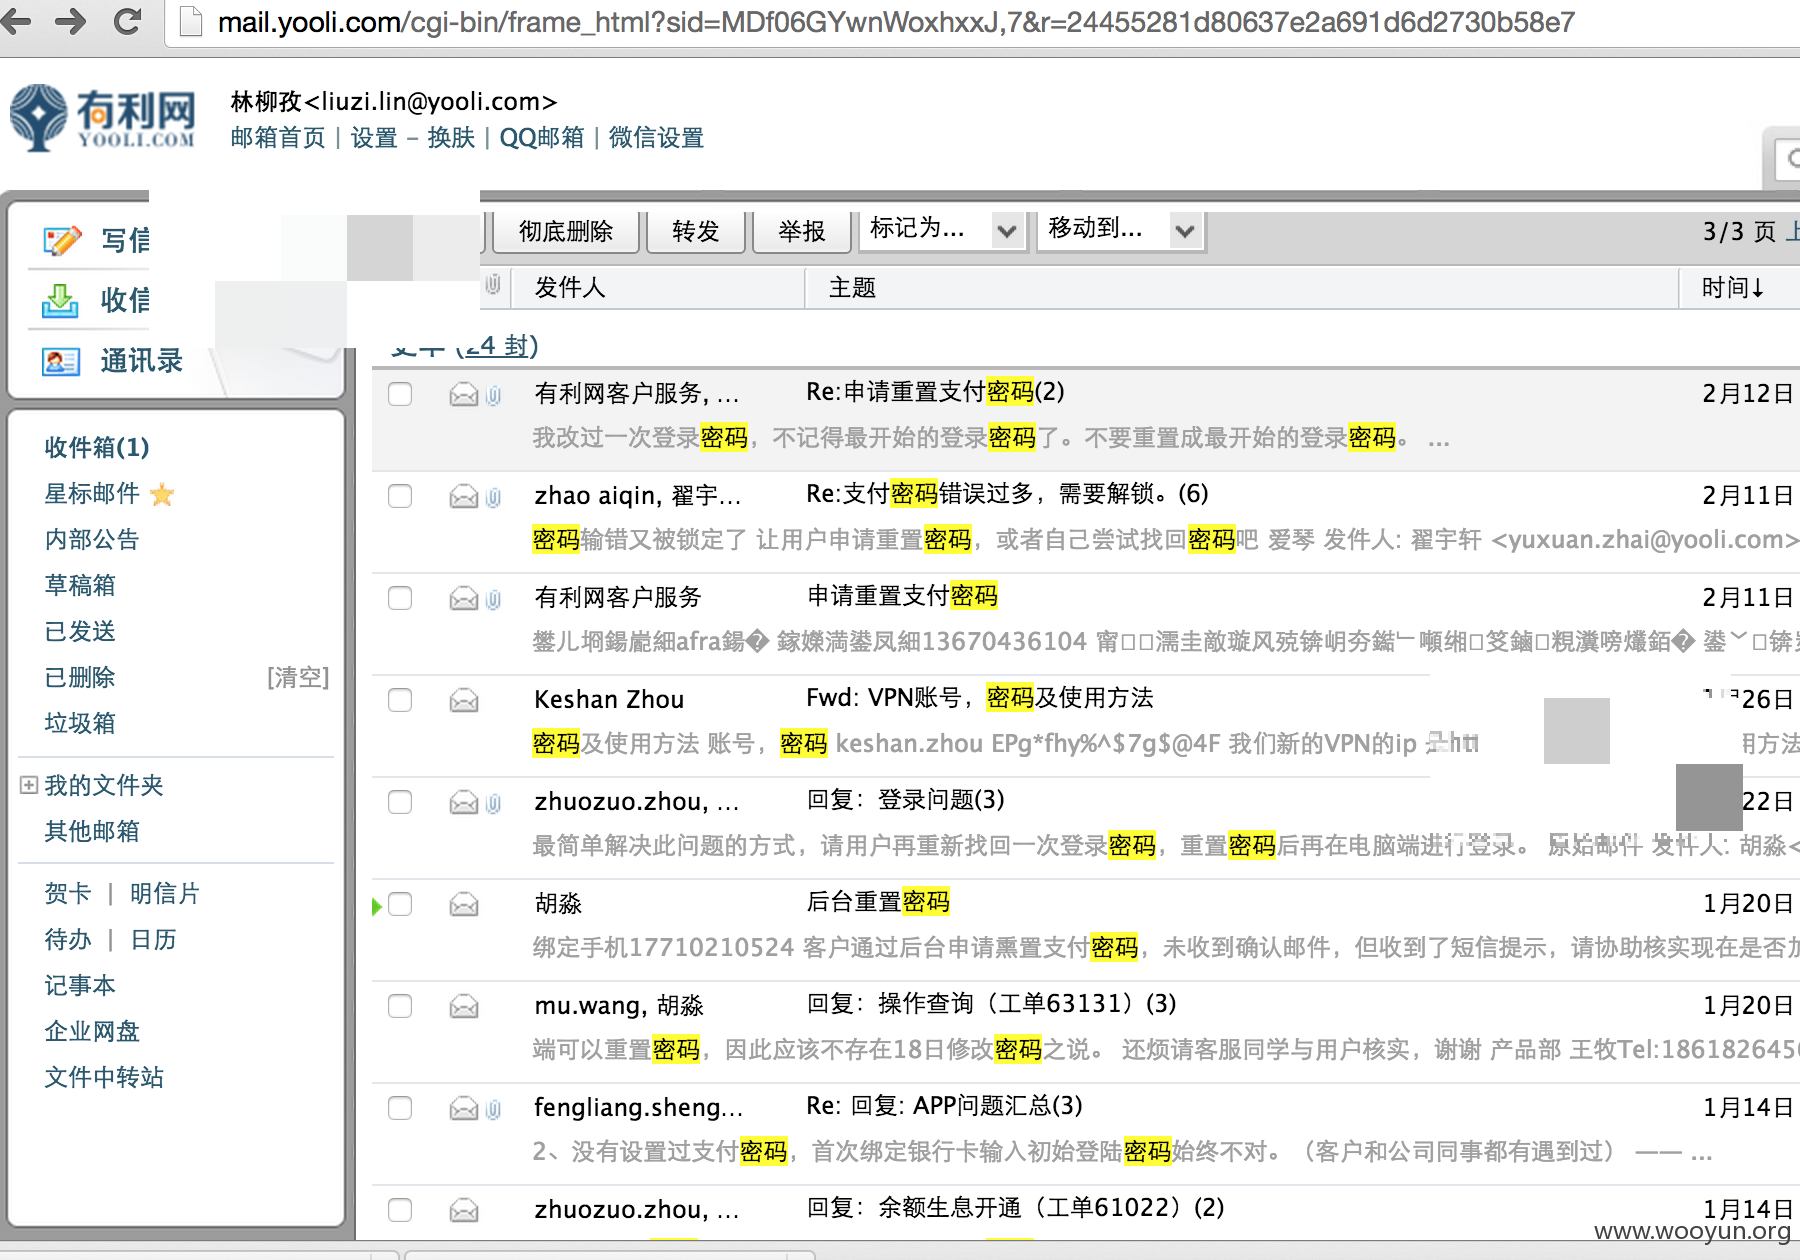 mail.yooli.com/cgi-bin/frame_html?sid=MDf06GYwnWoxhxxJ,7&r=24455281d80637e2a691d6d2730b58e7
有利网
YOOLI.COM
林柳孜<liuzi.lin@yooli.com>
邮箱首页 | 设置 - 换肤 | QQ邮箱 | 微信设置
写信
收信
通讯录
彻底删除 转发 举报 标记为... 移动到... 3/3 页 上
发件人 主题 时间↓
(24 封)
收件箱(1)
星标邮件
内部公告
草稿箱
已发送
已删除 [清空]
垃圾箱
我的文件夹
其他邮箱
贺卡 | 明信片
待办 | 日历
记事本
企业网盘
文件中转站
有利网客户服务, ... Re:申请重置支付密码(2) 2月12日
我改过一次登录密码，不记得最开始的登录密码了。不要重置成最开始的登录密码。 ...
zhao aiqin, 翟宇... Re:支付密码错误过多，需要解锁。(6) 2月11日
密码输错又被锁定了 让用户申请重置密码，或者自己尝试找回密码吧 爱琴 发件人: 翟宇轩 <yuxuan.zhai@yooli.com>
有利网客户服务 申请重置支付密码 2月11日
13670436104
Keshan Zhou Fwd: VPN账号，密码及使用方法 26日
密码及使用方法 账号，密码 keshan.zhou EPg*fhy%^$7g$@4F 我们新的VPN的ip 用方法
zhuozuo.zhou, ... 回复：登录问题(3) 22日
最简单解决此问题的方式，请用户再重新找回一次登录密码，重置密码后再在电脑端进行登录。 原始邮件 发件人: 胡淼<
胡淼 后台重置密码 1月20日
绑定手机17710210524 客户通过后台申请熏置支付密码，未收到确认邮件，但收到了短信提示，请协助核实现在是否加
mu.wang, 胡淼 回复：操作查询（工单63131）(3) 1月20日
端可以重置密码，因此应该不存在18日修改密码之说。 还烦请客服同学与用户核实，谢谢 产品部 王牧Tel:1861826450
fengliang.sheng... Re: 回复: APP问题汇总(3) 1月14日
2、没有设置过支付密码，首次绑定银行卡输入初始登陆密码始终不对。（客户和公司同事都有遇到过） —— ...
zhuozuo.zhou, ... 回复：余额生息开通（工单61022）(2) 1月14日
www.wooyun.org